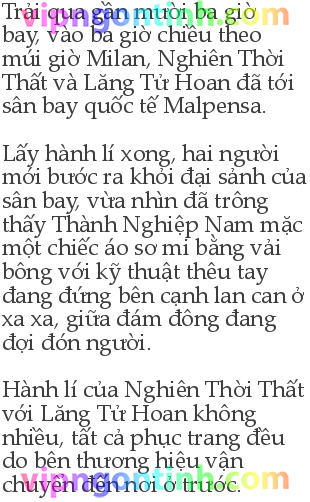 Trải qua gần mười ba giờ
bay, vào ba giờ chiều theo
múi giờ Milan, Nghiên Thời
Thất và Lăng Tử Hoan đã tới
sân bay quốc tế Malpensa.
Lấy hành lí xong, hai người
mới bước ra khỏi đại sảnh của
sân bay, vừa nhìn đã trông
thấy Thành Nghiệp Nam mặc
một chiếc áo sơ mi bằng vải
bông với kỹ thuật thêu tay
đang đứng bên cạnh lan can ở
xa xa, giữa đám đông đang
đợi đón người.
Hành lí của Nghiên Thời Thất
với Lăng Tử Hoan không
nhiều, tất cả phục trang đều
do bên thương hiệu vận
chuyển đến nơi ở trước.
vipngontinh.com
vipngontinh.com